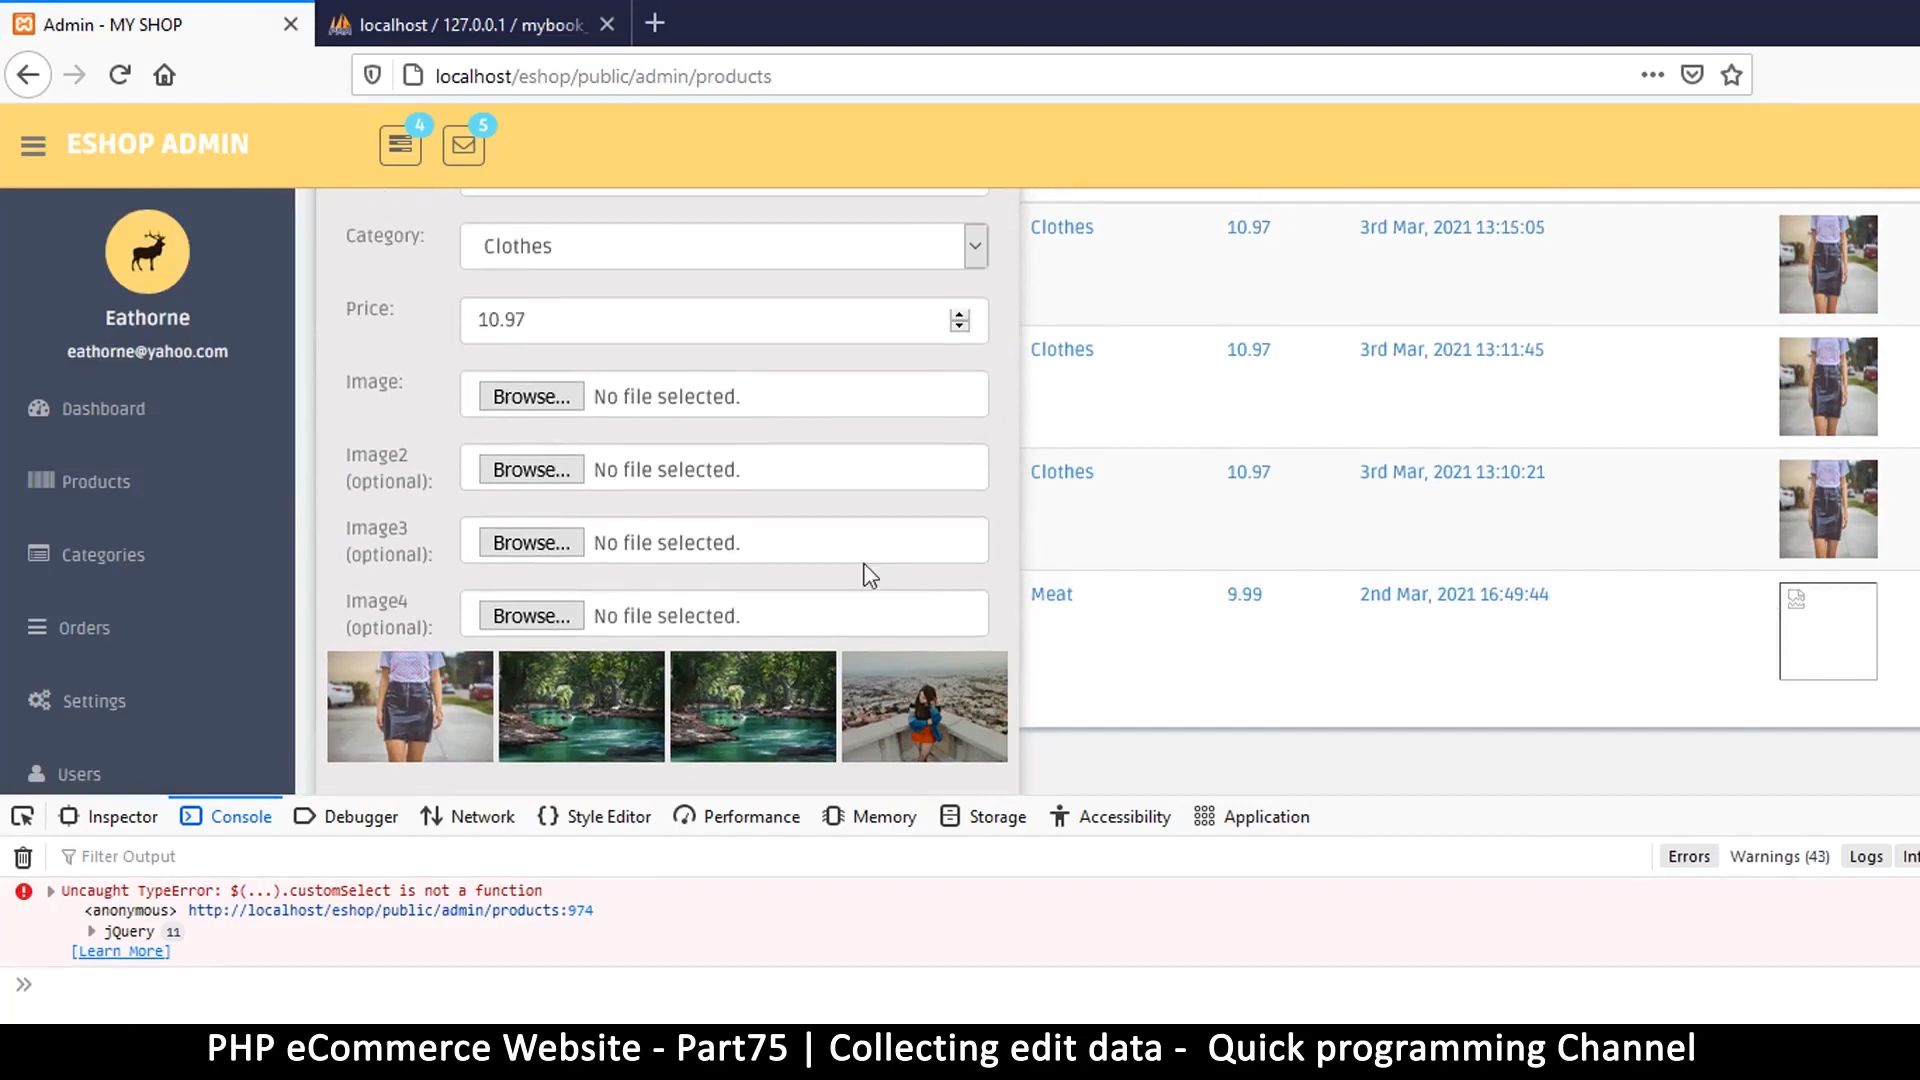 Admin - MY SHOP
localhost / 127.0.0.1 / mybook_
localhost/eshop/public/admin/products
ESHOP ADMIN
4
5
Eathorne
eathorne@yahoo.com
Dashboard
Products
Categories
Orders
Settings
Users
Category:
Clothes
Price:
10.97
Image:
Browse... No file selected.
Image2
(optional):
Browse... No file selected.
Image3
(optional):
Browse... No file selected.
Image4
(optional):
Browse... No file selected.
Clothes 10.97 3rd Mar, 2021 13:15:05
Clothes 10.97 3rd Mar, 2021 13:11:45
Clothes 10.97 3rd Mar, 2021 13:10:21
Meat 9.99 2nd Mar, 2021 16:49:44
Inspector Console Debugger Network Style Editor Performance Memory Storage Accessibility Application
Filter Output
Errors Warnings (43) Logs
Uncaught TypeError: $(...).customSelect is not a function
<anonymous> http://localhost/eshop/public/admin/products:974
jQuery 11
[Learn More]
PHP eCommerce Website - Part75 | Collecting edit data - Quick programming Channel